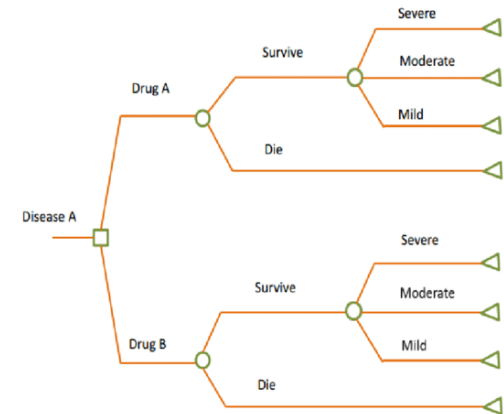 Severe
Survive
Moderate
Drug A
Mild
Die
Disease A
Severe
Survive
Moderate
Drug B
Mild
Die